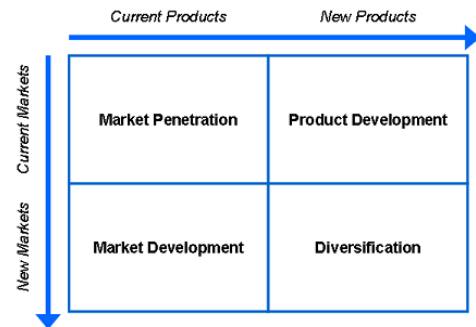 Current Products
New Products
Current Markets
Market Penetration
Product Development
New Markets
Market Development
Diversification